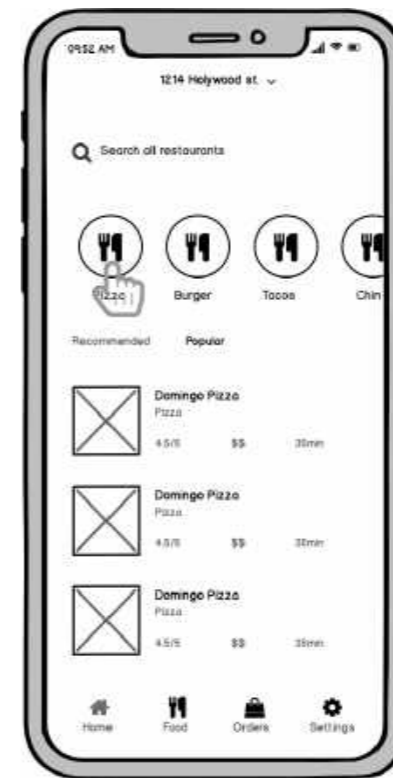 09:52 AM
1214 Holywood st.
Search all restaurants
Pizza Burger Tacos Chin
Recommended Popular
Domingo Pizza
Pizza
4.5/5 $$ 30min
Domingo Pizza
Pizza
4.5/5 $$ 30min
Domingo Pizza
Pizza
4.5/5 $$ 30min
Home Food Orders Settings